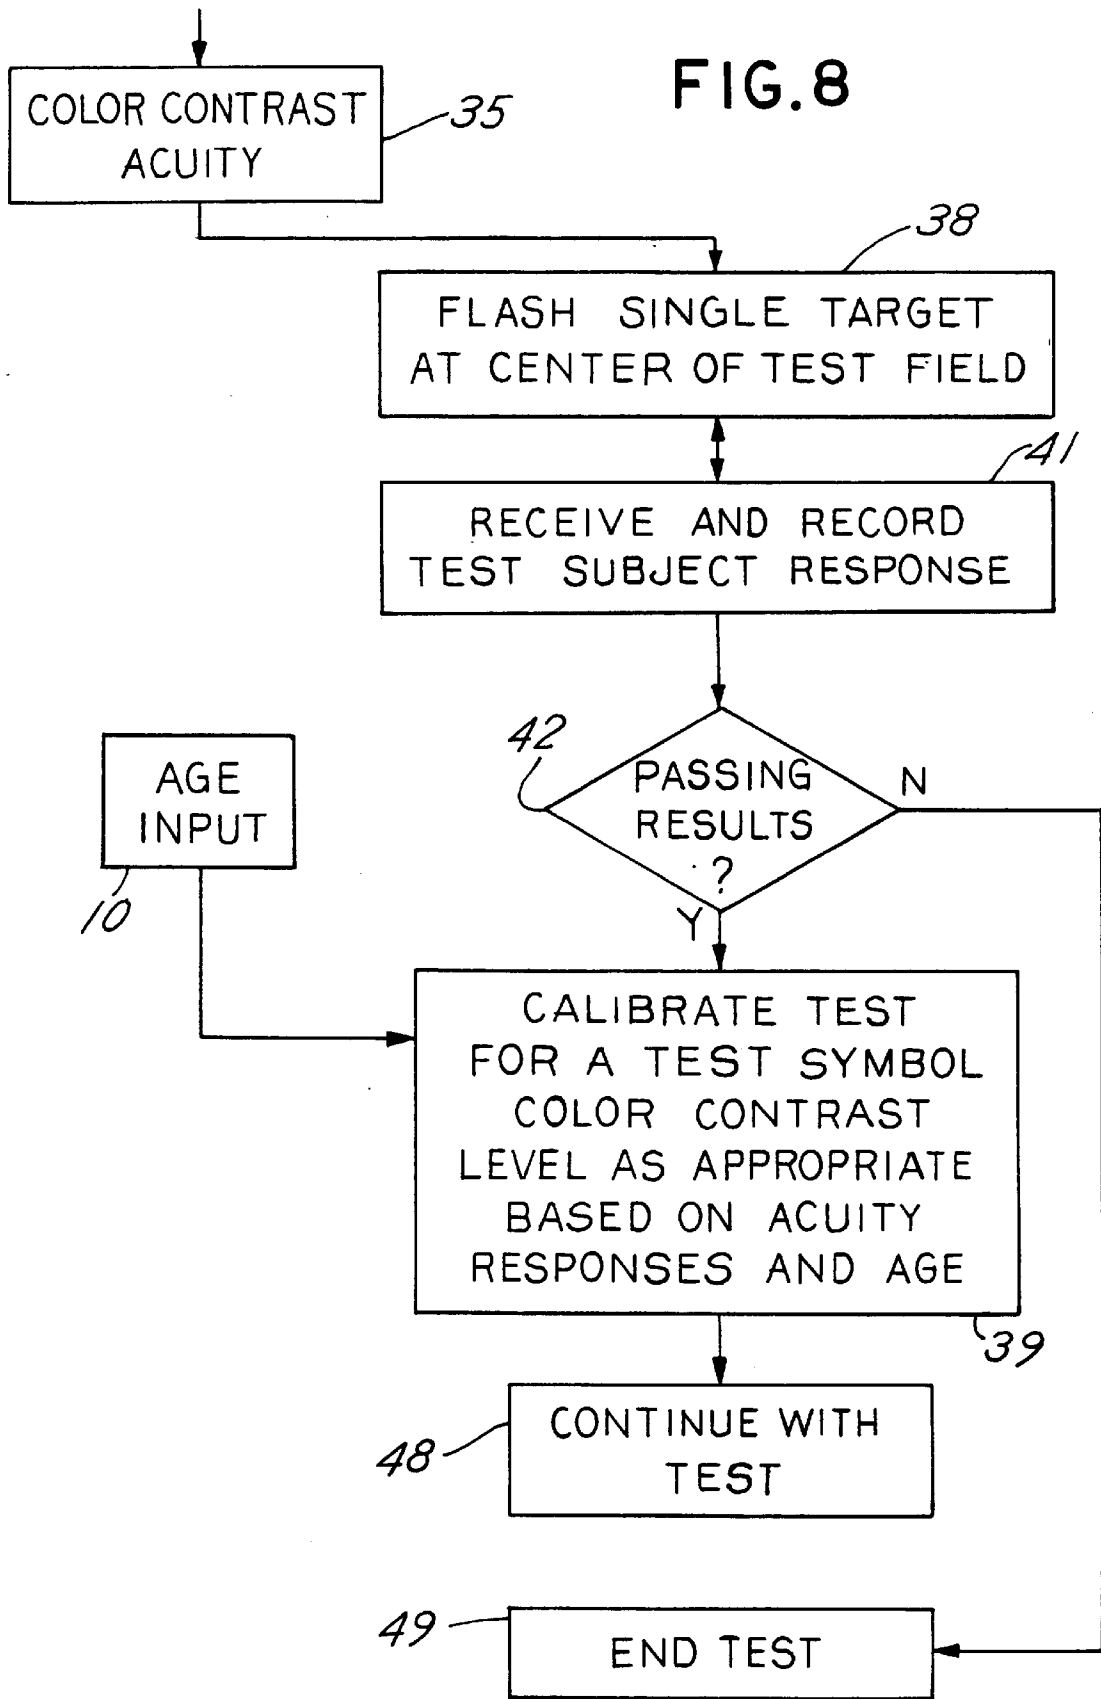 FIG.8
COLOR CONTRAST
ACUITY
35
38
FLASH SINGLE TARGET
AT CENTER OF TEST FIELD
41
RECEIVE AND RECORD
TEST SUBJECT RESPONSE
42
PASSING
RESULTS
?
N
Y
AGE
INPUT
10
CALIBRATE TEST
FOR A TEST SYMBOL
COLOR CONTRAST
LEVEL AS APPROPRIATE
BASED ON ACUITY
RESPONSES AND AGE
39
CONTINUE WITH
TEST
48
49
END TEST